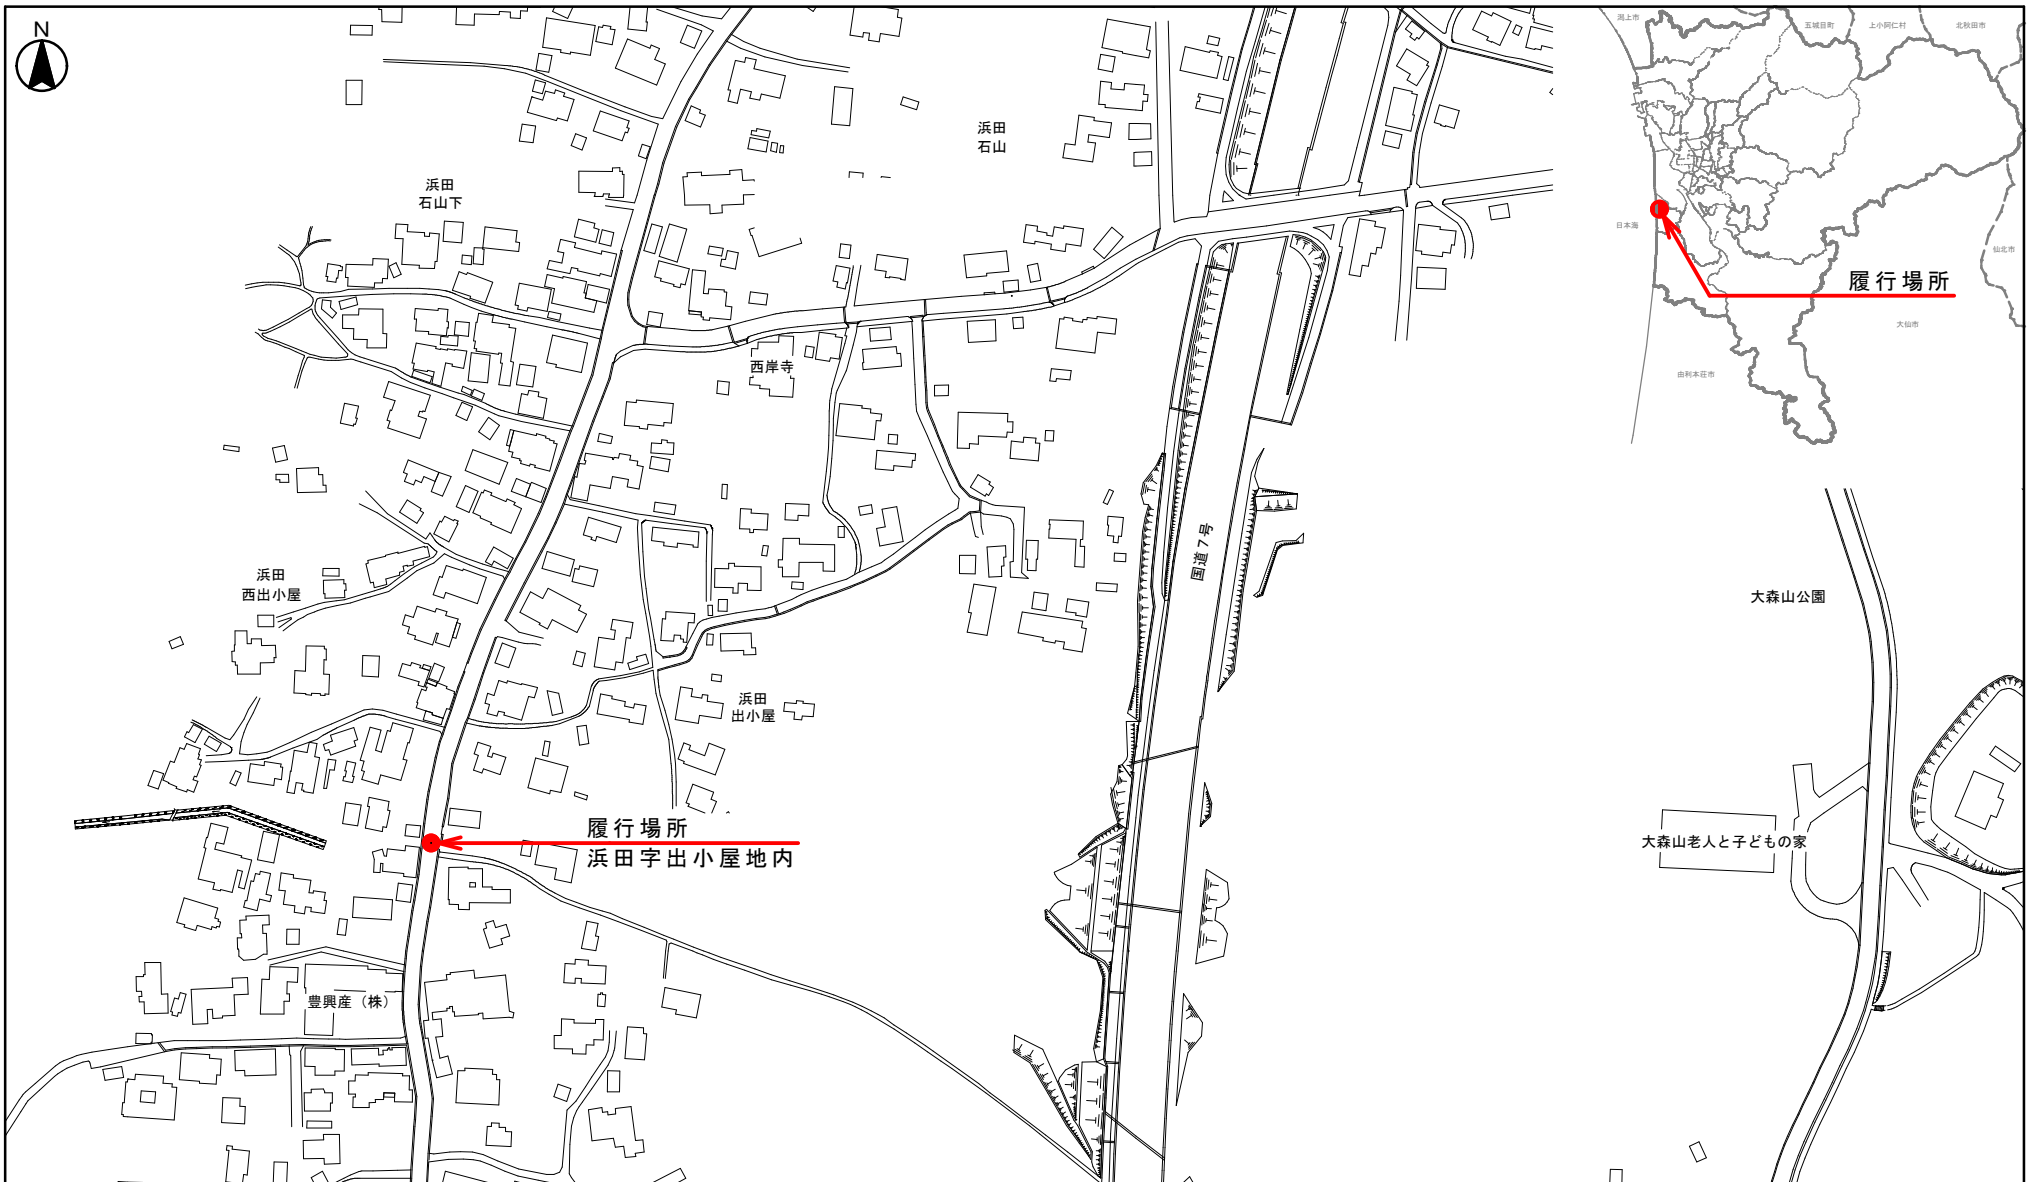 N
潟上市
五城目町
上小阿仁村
北秋田市
浜田
石山
浜田
石山下
日本海
仙北市
履行場所
大仙市
由利本荘市
西岸寺
国道7号
浜田
西出小屋
大森山公園
浜田
出小屋
履行場所
浜田字出小屋地内
大森山老人と子どもの家
豊興産（株）